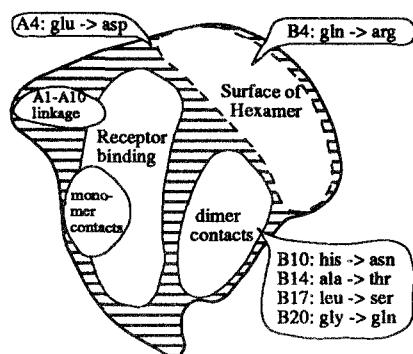 A4: glu -> asp
B4: gln -> arg
Surface of
Hexamer
A1-A10
linkage
Receptor
binding
mono-
mer
contacts
dimer
contacts
B10: his -> asn
B14: ala -> thr
B17: leu -> ser
B20: gly -> gln